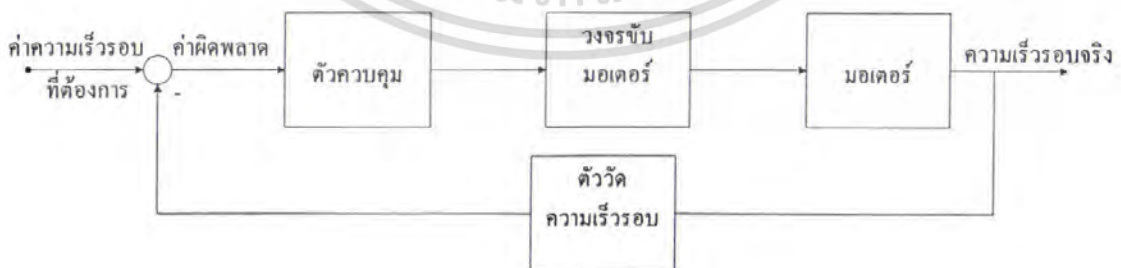 ค่าความเร็วรอบ
ที่ต้องการ
ค่าผิดพลาด
-
ตัวควบคุม
วงจรขับ
มอเตอร์
มอเตอร์
ความเร็วรอบจริง
ตัววัด
ความเร็วรอบ